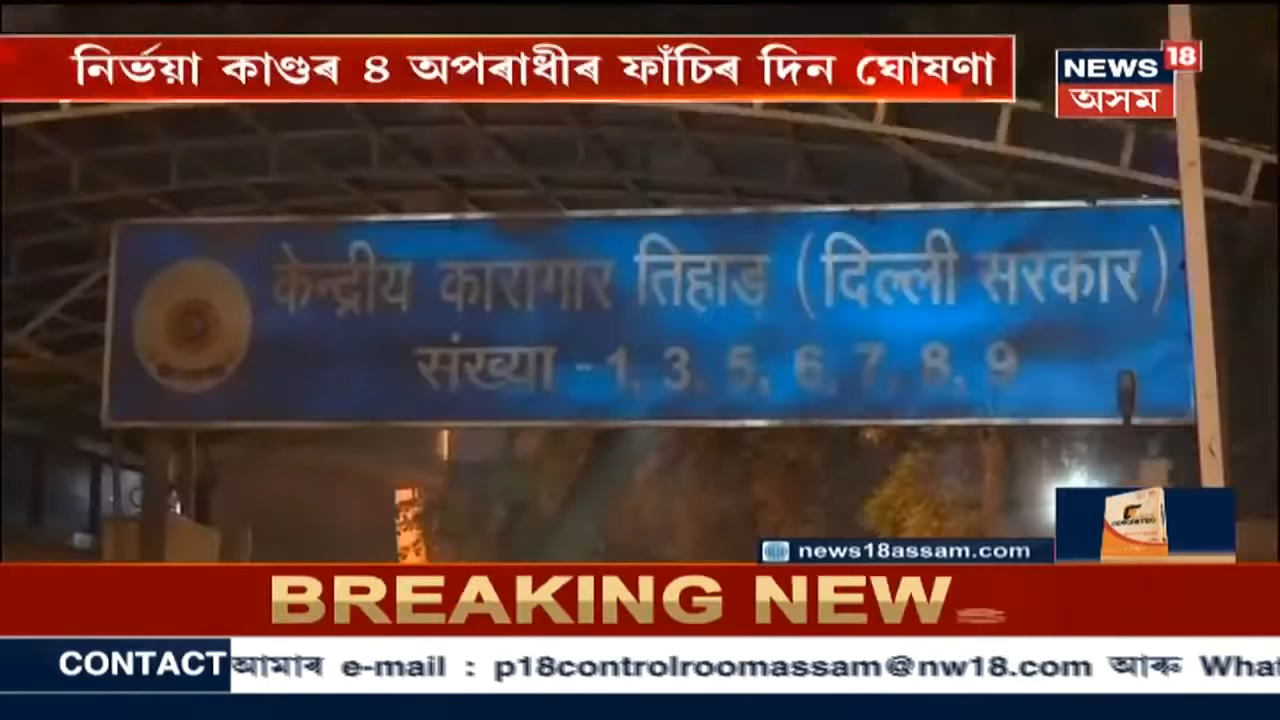 নিৰ্ভয়া কাণ্ডৰ ৪ অপৰাধীৰ ফাঁচিৰ দিন ঘোষণা
NEWS 18
অসম
केन्द्रीय कारागार तिहाड़ (दिल्ली सरकार)
संख्या -1, 3, 5, 6, 7, 8, 9
news18assam.com
BREAKING NEW
CONTACT আমাৰ e-mail : p18controlroomassam@nw18.com আৰু What